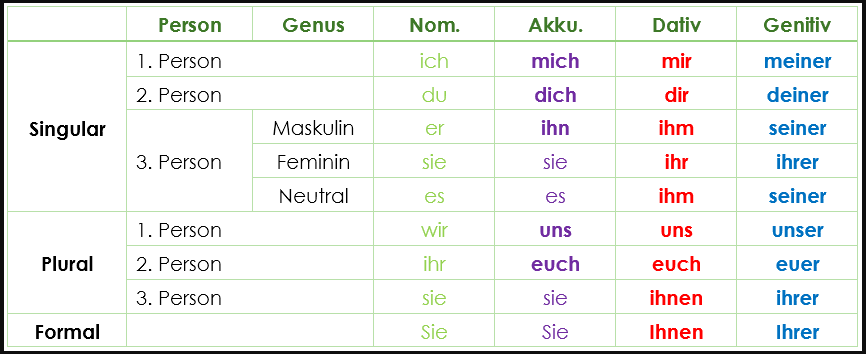 Person Genus Nom. Akku. Dativ Genitiv
Singular 1. Person ich mich mir meiner
2. Person du dich dir deiner
3. Person Maskulin er ihn ihm seiner
Feminin sie sie ihr ihrer
Neutral es es ihm seiner
Plural 1. Person wir uns uns unser
2. Person ihr euch euch euer
3. Person sie sie ihnen ihrer
Formal Sie Sie Ihnen Ihrer